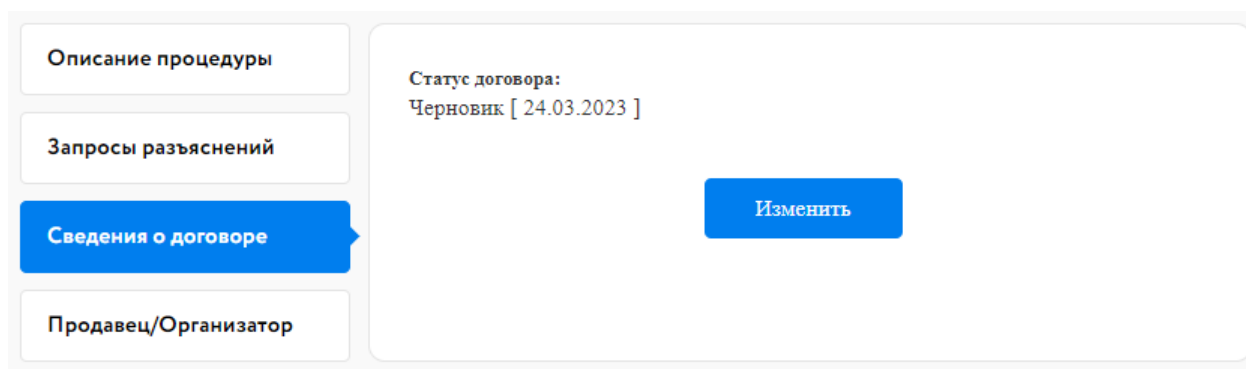 Описание процедуры
Запросы разъяснений
Сведения о договоре
Продавец/Организатор
Статус договора:
Черновик [ 24.03.2023 ]
Изменить